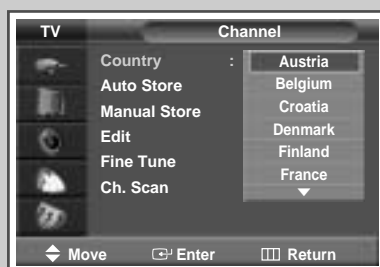 TV Channel
Country : Austria
Auto Store Belgium
Manual Store Croatia
Edit Denmark
Fine Tune Finland
Ch. Scan France
Move Enter Return